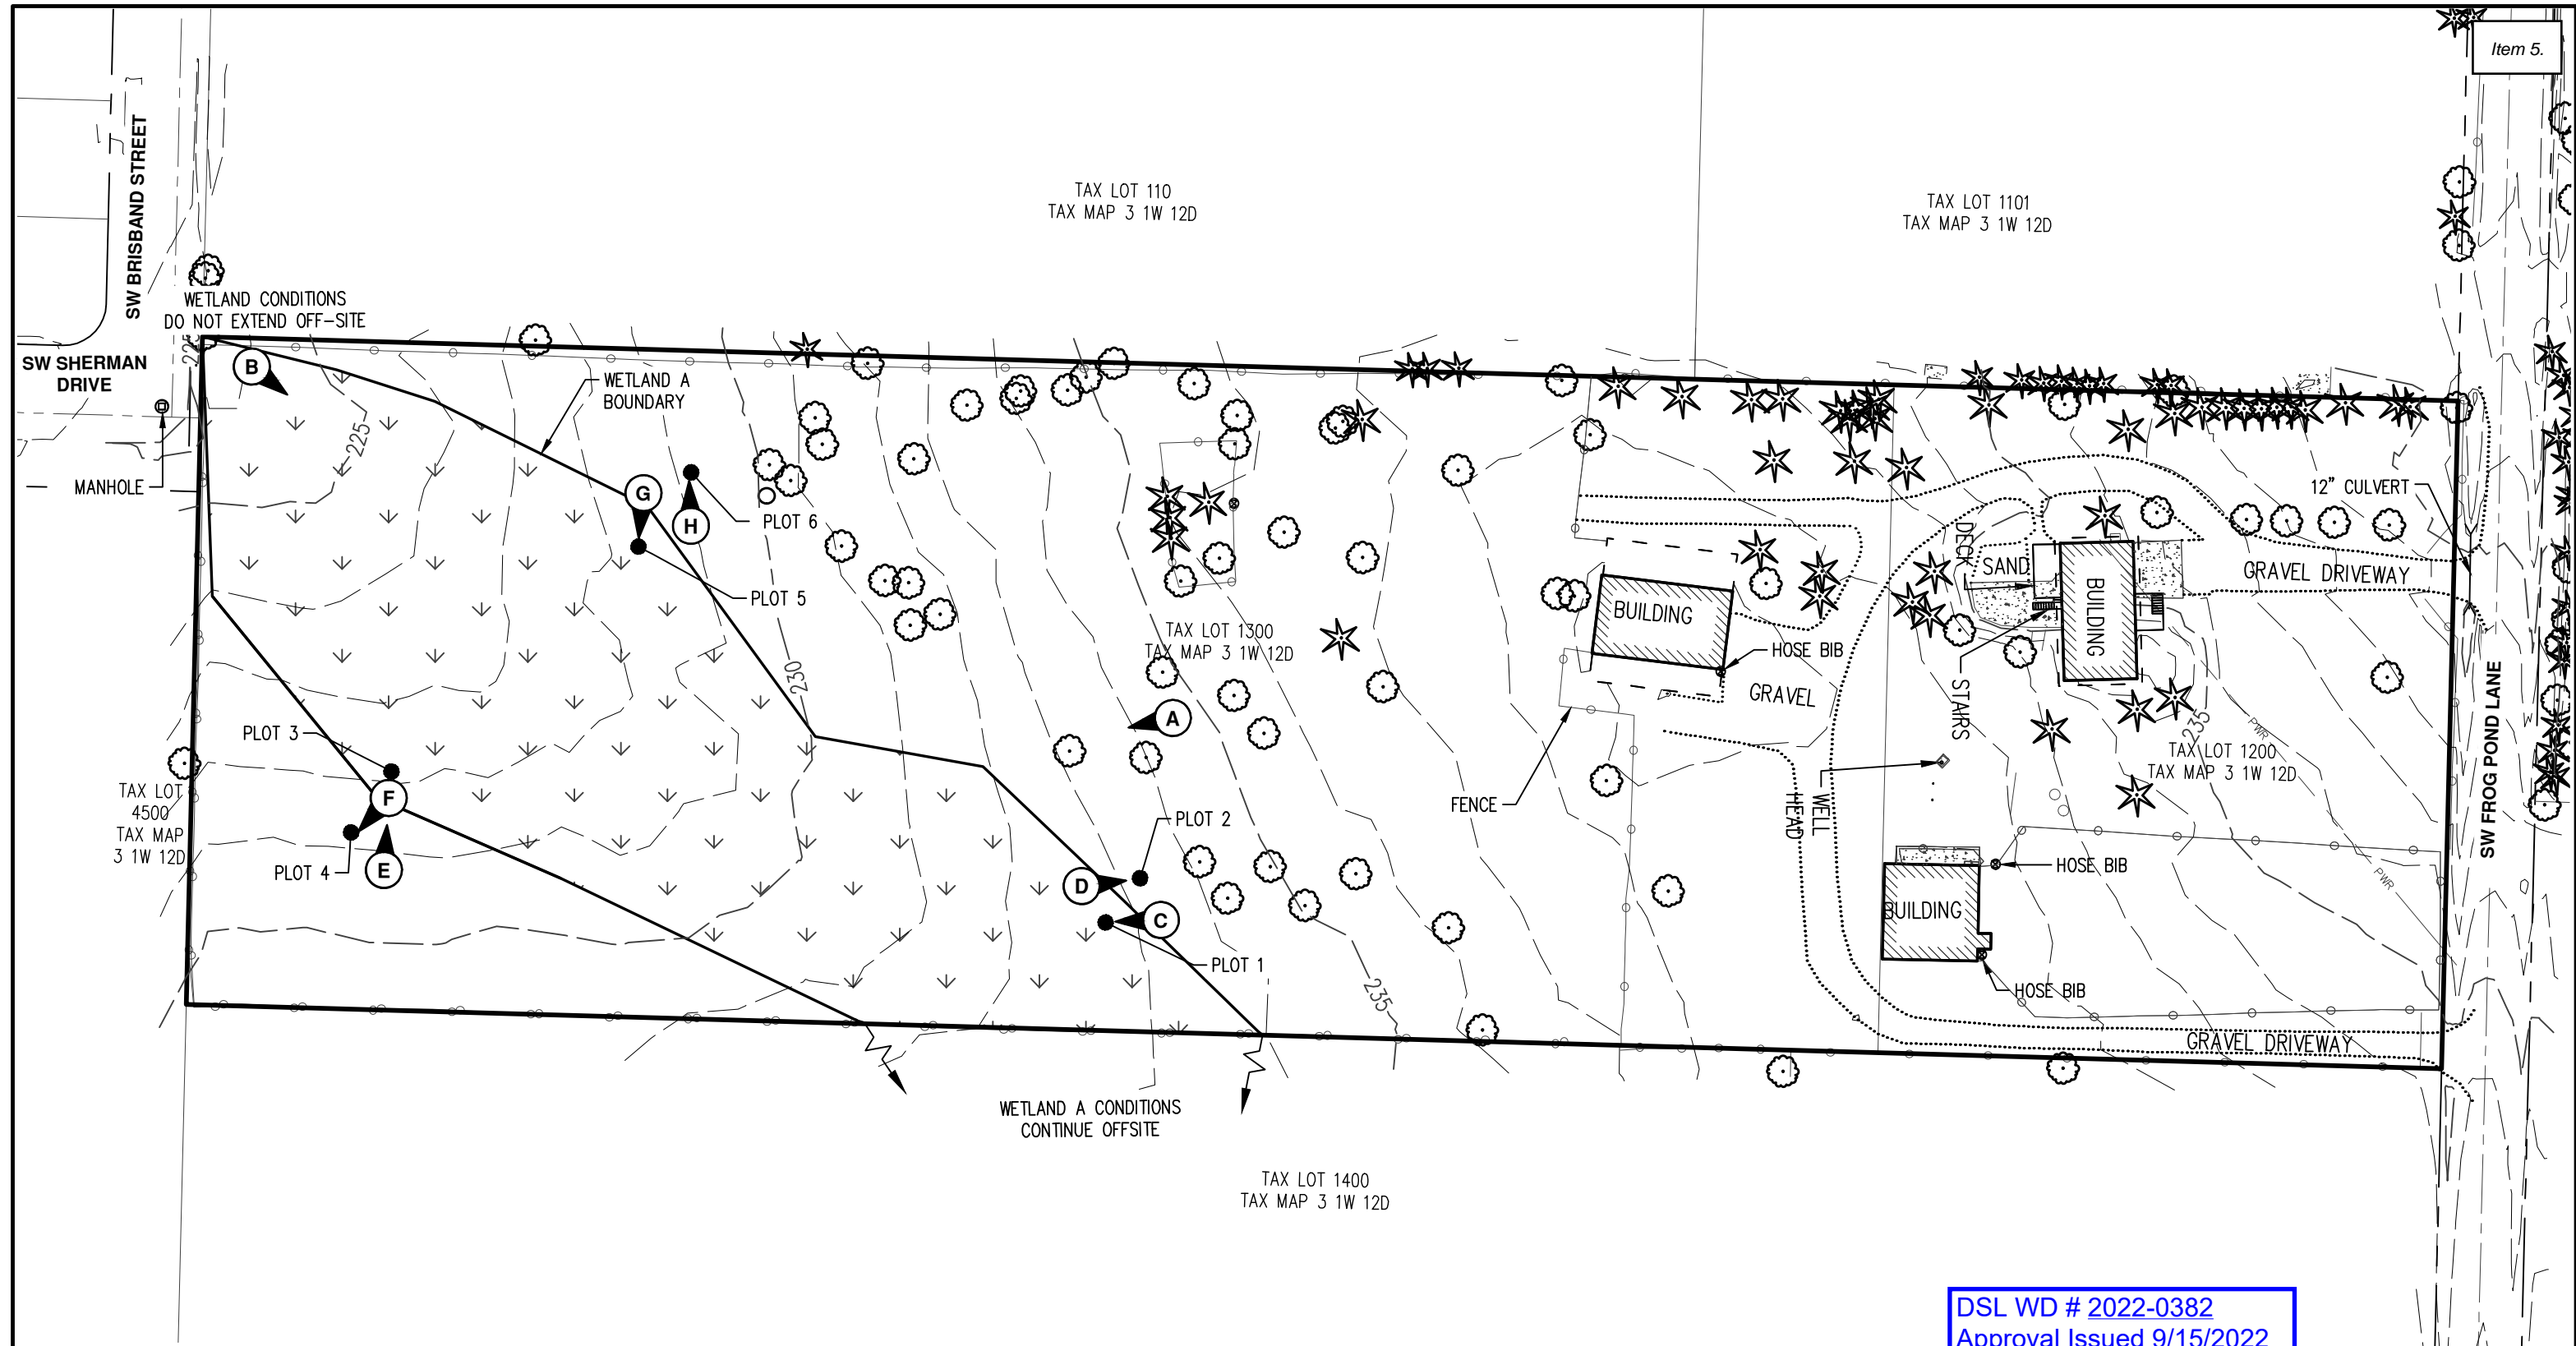 Item 5.
SW BRISBAND STREET
TAX LOT 110
TAX MAP 3 1W 12D
TAX LOT 1101
TAX MAP 3 1W 12D
WETLAND CONDITIONS
DO NOT EXTEND OFF-SITE
225
SW SHERMAN
DRIVE
B
WETLAND A
BOUNDARY
225
MANHOLE
G
H
PLOT 6
PLOT 5
12" CULVERT
DECK
SAND
BUILDING
GRAVEL DRIVEWAY
BUILDING
TAX LOT 1300
TAX MAP 3 1W 12D
HOSE BIB
GRAVEL
STAIRS
230
A
235
PWR
SW FROG POND LANE
PLOT 3
TAX LOT 1200
TAX MAP 3 1W 12D
TAX LOT
4500
TAX MAP
3 1W 12D
F
FENCE
WELL
HEAD
PLOT 2
PLOT 4
E
D
HOSE BIB
PWR
C
BUILDING
PLOT 1
235
HOSE BIB
GRAVEL DRIVEWAY
WETLAND A CONDITIONS
CONTINUE OFFSITE
TAX LOT 1400
TAX MAP 3 1W 12D
DSL WD # 2022-0382
Approval Issued 9/15/2022